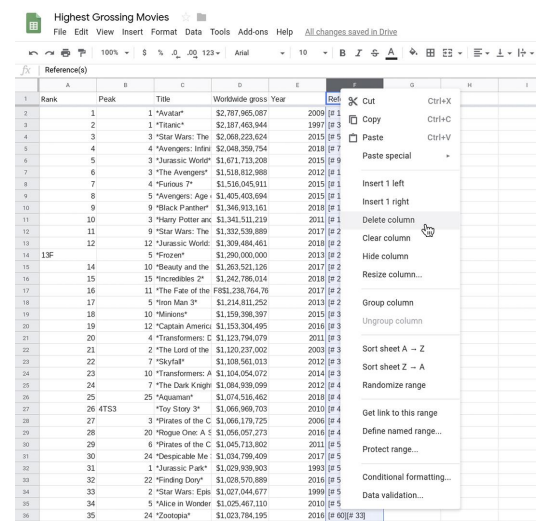 Highest Grossing Movies
File Edit View Insert Format Data Tools Add-ons Help All changes saved in Drive
100% $ % .0 .00 123 Arial 10 B I S A
fx Reference(s)
A B C D E F G H I
1 Rank Peak Title Worldwide gross Year Ref
2 1 1 *Avatar* $2,787,965,087 2009 [# 1
3 2 1 *Titanic* $2,187,463,944 1997 [# 3
4 3 3 *Star Wars: The $2,068,223,624 2015 [# 5
5 4 4 *Avengers: Infini $2,048,359,754 2018 [# 7
6 5 3 *Jurassic World* $1,671,713,208 2015 [# 9
7 6 3 *The Avengers* $1,518,812,988 2012 [# 1
8 7 4 *Furious 7* $1,516,045,911 2015 [# 1
9 8 5 *Avengers: Age $1,405,403,694 2015 [# 1
10 9 9 *Black Panther* $1,346,913,161 2018 [# 1
11 10 3 *Harry Potter and $1,341,511,219 2011 [# 1
12 11 9 *Star Wars: The $1,332,539,889 2017 [# 2
13 12 12 *Jurassic World: $1,309,484,461 2018 [# 2
14 13F 5 *Frozen* $1,290,000,000 2013 [# 2
15 14 10 *Beauty and the $1,263,521,126 2017 [# 2
16 15 15 *Incredibles 2* $1,242,786,014 2018 [# 2
17 16 11 *The Fate of the F8$1,238,764,76 2017 [# 2
18 17 5 *Iron Man 3* $1,214,811,252 2013 [# 2
19 18 10 *Minions* $1,159,398,397 2015 [# 3
20 19 12 *Captain America $1,153,304,495 2016 [# 3
21 20 4 *Transformers: D $1,123,794,079 2011 [# 3
22 21 2 *The Lord of the $1,120,237,002 2003 [# 3
23 22 7 *Skyfall* $1,108,561,013 2012 [# 3
24 23 10 *Transformers: A $1,104,054,072 2014 [# 3
25 24 7 *The Dark Knight $1,084,939,099 2012 [# 4
26 25 25 *Aquaman* $1,074,516,462 2018 [# 4
27 26 4TS3 *Toy Story 3* $1,066,969,703 2010 [# 4
28 27 3 *Pirates of the C $1,066,179,725 2006 [# 4
29 28 20 *Rogue One: A S $1,056,057,273 2016 [# 4
30 29 6 *Pirates of the C $1,045,713,802 2011 [# 5
31 30 24 *Despicable Me $1,034,799,409 2017 [# 5
32 31 1 *Jurassic Park* $1,029,939,903 1993 [# 5
33 32 22 *Finding Dory* $1,028,570,889 2016 [# 5
34 33 2 *Star Wars: Epis $1,027,044,677 1999 [# 5
35 34 5 *Alice in Wonder $1,025,467,110 2010 [# 5
36 35 24 *Zootopia* $1,023,784,195 2016 [# 60][# 33]
Cut Ctrl+X
Copy Ctrl+C
Paste Ctrl+V
Paste special
Insert 1 left
Insert 1 right
Delete column
Clear column
Hide column
Resize column...
Group column
Ungroup column
Sort sheet A → Z
Sort sheet Z → A
Randomize range
Get link to this range
Define named range...
Protect range...
Conditional formatting...
Data validation...